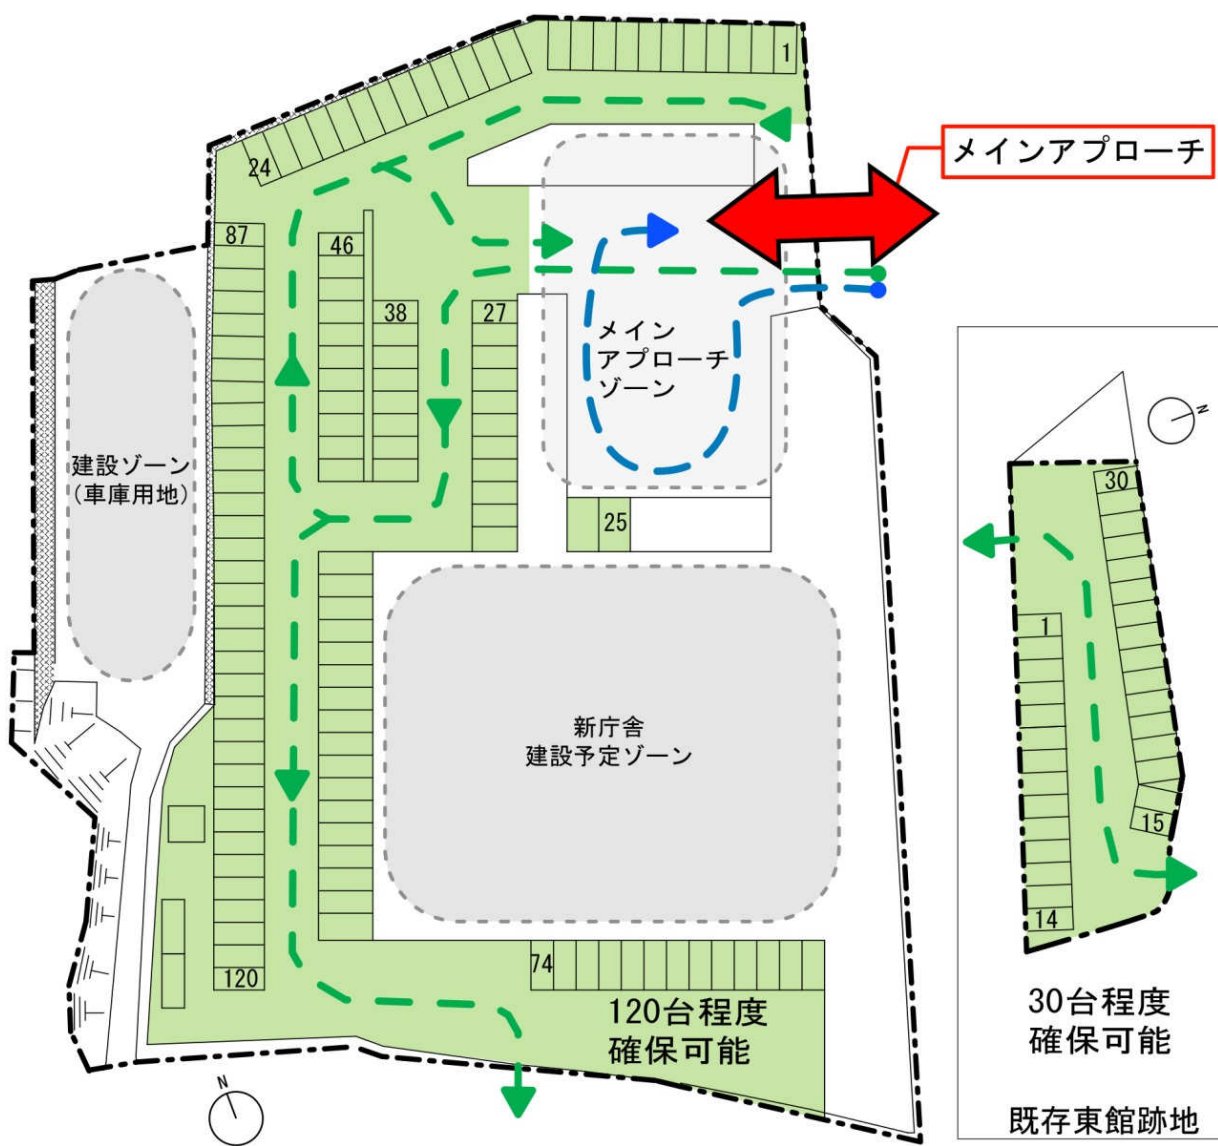 1
24
メインアプローチ
87
46
38
27
メイン
アプローチ
ゾーン
建設ゾーン
(車庫用地)
25
新庁舎
建設予定ゾーン
74
120
120台程度
確保可能
N
N
30
1
15
14
30台程度
確保可能
既存東館跡地